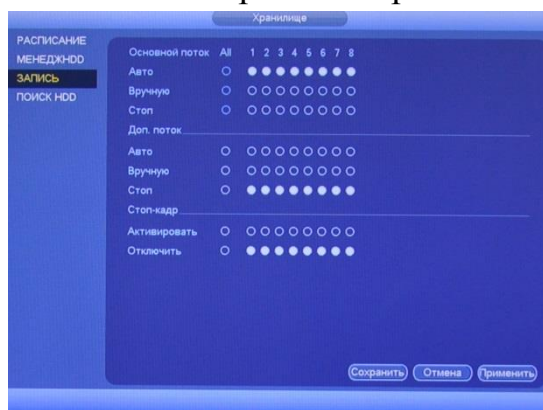 Хранилище
РАСПИСАНИЕ
МЕНЕДЖHDD
ЗАПИСЬ
ПОИСК HDD
Основной поток All 1 2 3 4 5 6 7 8
Авто
Вручную
Стоп
Доп. поток
Авто
Вручную
Стоп
Стоп-кадр
Активировать
Отключить
Сохранить Отмена Применить